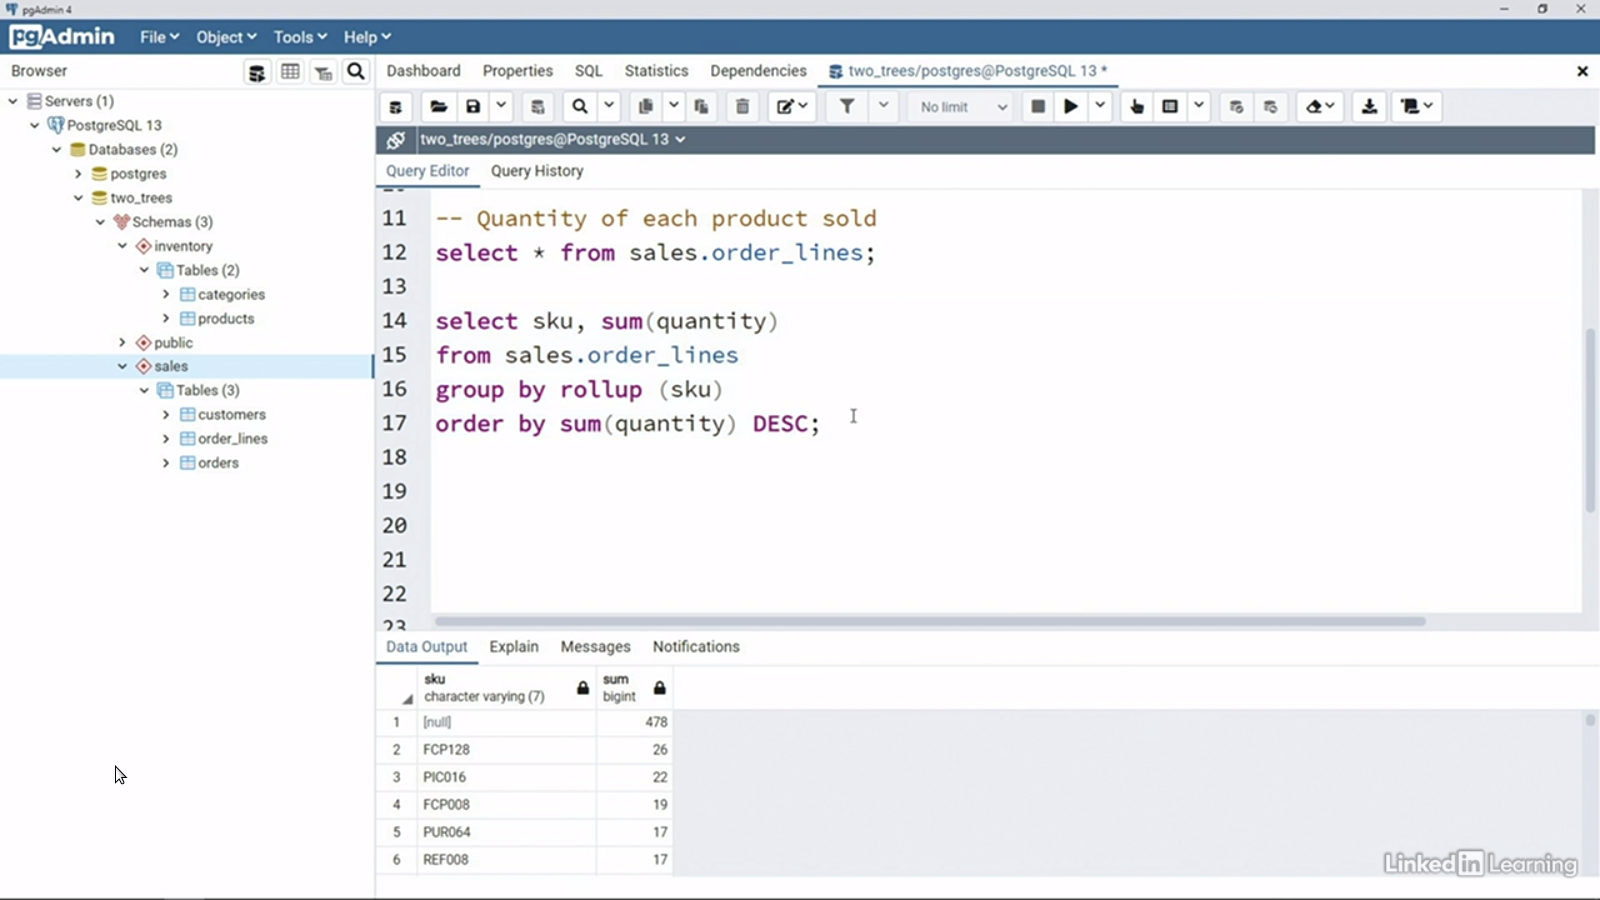 pgAdmin 4
pgAdmin File Object Tools Help
Browser
Dashboard Properties SQL Statistics Dependencies two_trees/postgres@PostgreSQL 13 *
No limit
two_trees/postgres@PostgreSQL 13
Query Editor Query History
Servers (1)
PostgreSQL 13
Databases (2)
postgres
two_trees
Schemas (3)
inventory
Tables (2)
categories
products
public
sales
Tables (3)
customers
order_lines
orders
11 -- Quantity of each product sold
12 select * from sales.order_lines;
13
14 select sku, sum(quantity)
15 from sales.order_lines
16 group by rollup (sku)
17 order by sum(quantity) DESC;
18
19
20
21
22
23
Data Output Explain Messages Notifications
sku sum
character varying (7) bigint
1 [null] 478
2 FCP128 26
3 PIC016 22
4 FCP008 19
5 PUR064 17
6 REF008 17
Linked in Learning